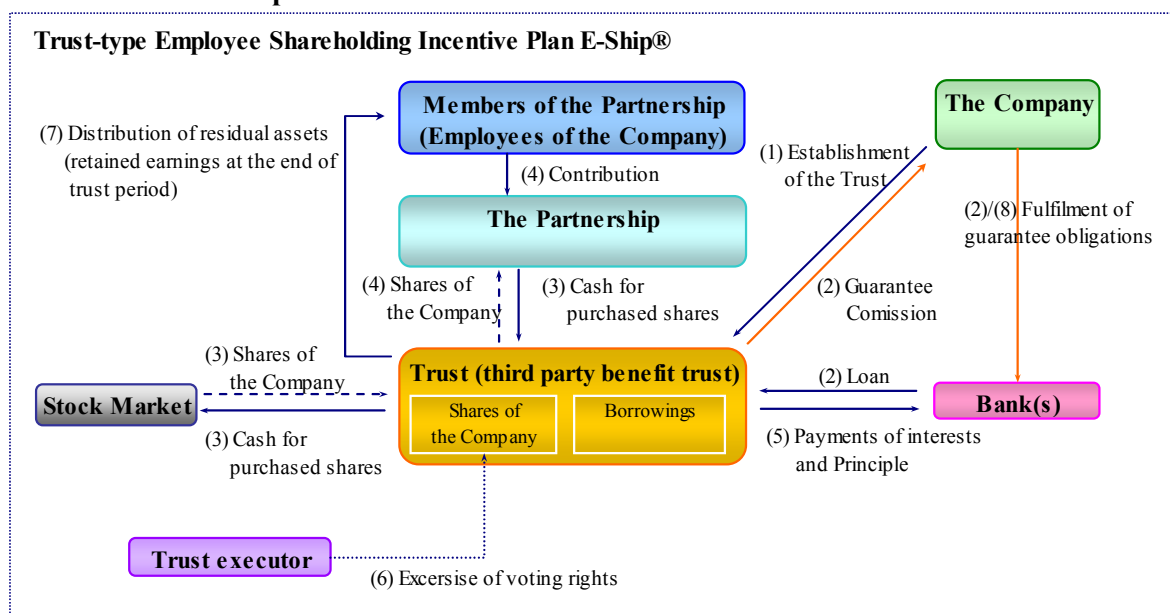 Trust-type Employee Shareholding Incentive Plan E-Ship®
Members of the Partnership
(Employees of the Company)
The Company
(7) Distribution of residual assets
(retained earnings at the end of
trust period)
(1) Establishment
of the Trust
(4) Contribution
The Partnership
(2)/(8) Fulfilment of
guarantee obligations
(4) Shares of
the Company
(3) Cash for
purchased shares
(2) Guarantee
Comission
(3) Shares of
the Company
Trust (third party benefit trust)
(2) Loan
Stock Market
Shares of
the Company
Borrowings
Bank(s)
(3) Cash for
purchased shares
(5) Payments of interests
and Principle
Trust executor
(6) Excersise of voting rights